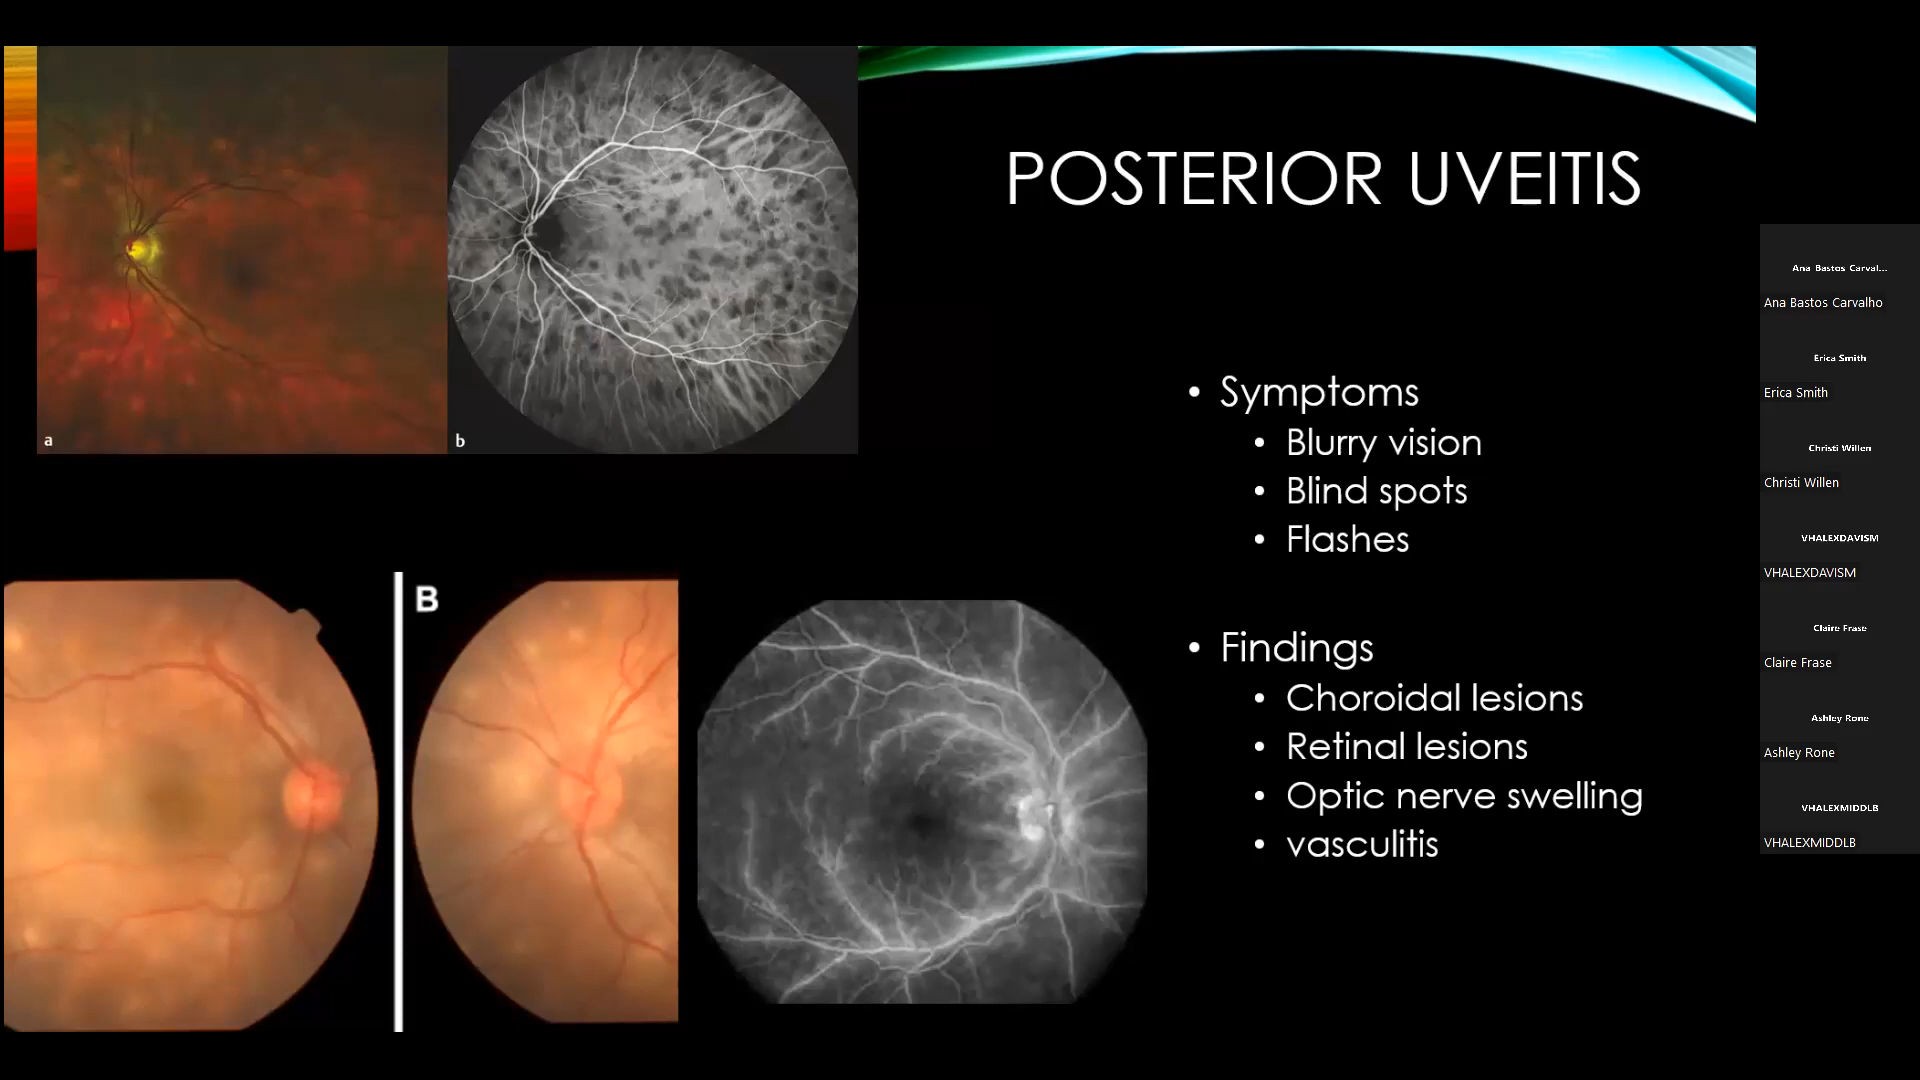 a
b
POSTERIOR UVEITIS
• Symptoms
• Blurry vision
• Blind spots
• Flashes
B
• Findings
• Choroidal lesions
• Retinal lesions
• Optic nerve swelling
• vasculitis
Ana Bastos Carval...
Ana Bastos Carvalho
Erica Smith
Erica Smith
Christi Willen
Christi Willen
VHALEXDAVISM
VHALEXDAVISM
Claire Frase
Claire Frase
Ashley Rone
Ashley Rone
VHALEXMIDDLB
VHALEXMIDDLB